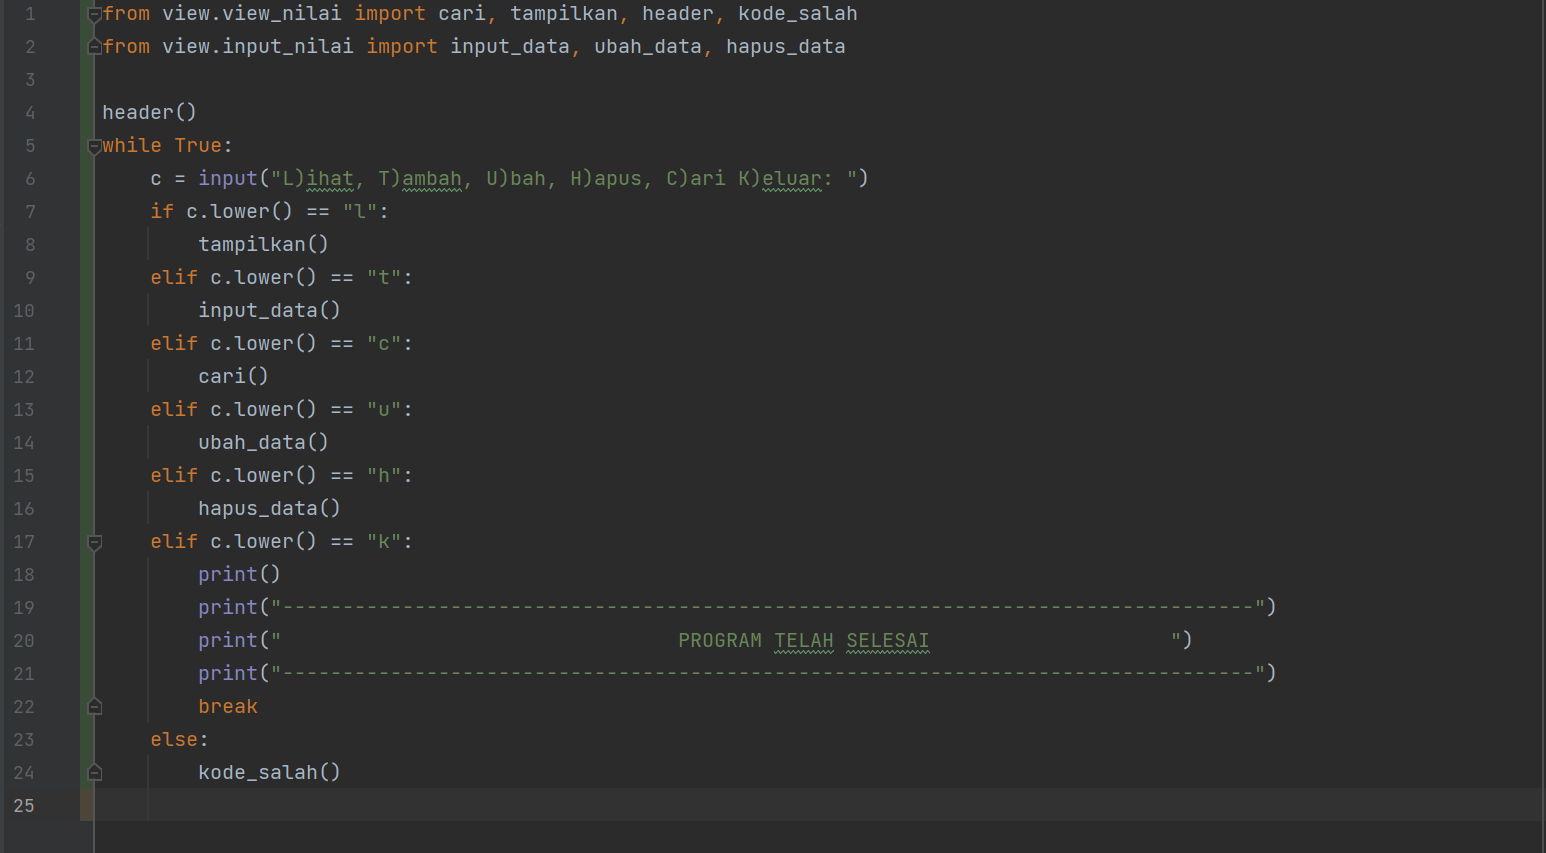 1 from view.view_nilai import cari, tampilkan, header, kode_salah
2 from view.input_nilai import input_data, ubah_data, hapus_data
3
4 header()
5 while True:
6     c = input("L)ihat, T)ambah, U)bah, H)apus, C)ari K)eluar: ")
7     if c.lower() == "l":
8         tampilkan()
9     elif c.lower() == "t":
10         input_data()
11     elif c.lower() == "c":
12         cari()
13     elif c.lower() == "u":
14         ubah_data()
15     elif c.lower() == "h":
16         hapus_data()
17     elif c.lower() == "k":
18         print()
19         print("---------------------------------------------------------------------------------")
20         print("                                 PROGRAM TELAH SELESAI                    ")
21         print("---------------------------------------------------------------------------------")
22         break
23     else:
24         kode_salah()
25